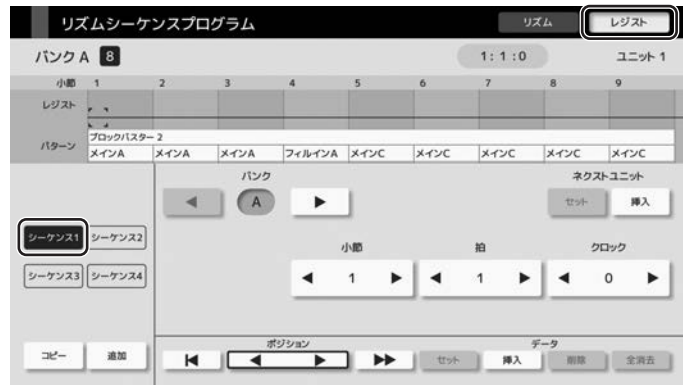 リズムシーケンスプログラム リズム レジスト
バンク A 8 1: 1 :0 ユニット 1
小節 1 2 3 4 5 6 7 8 9
レジスト
パターン ブロックバスター 2
メインA メインA メインA フィルインA メインC メインC メインC メインC メインC
バンク ネクストユニット
◀ A ▶ セット 挿入
シーケンス1 シーケンス2
小節 拍 クロック
シーケンス3 シーケンス4 ◀ 1 ▶ ◀ 1 ▶ ◀ 0 ▶
ポジション データ
コピー 追加 セット 挿入 削除 全消去